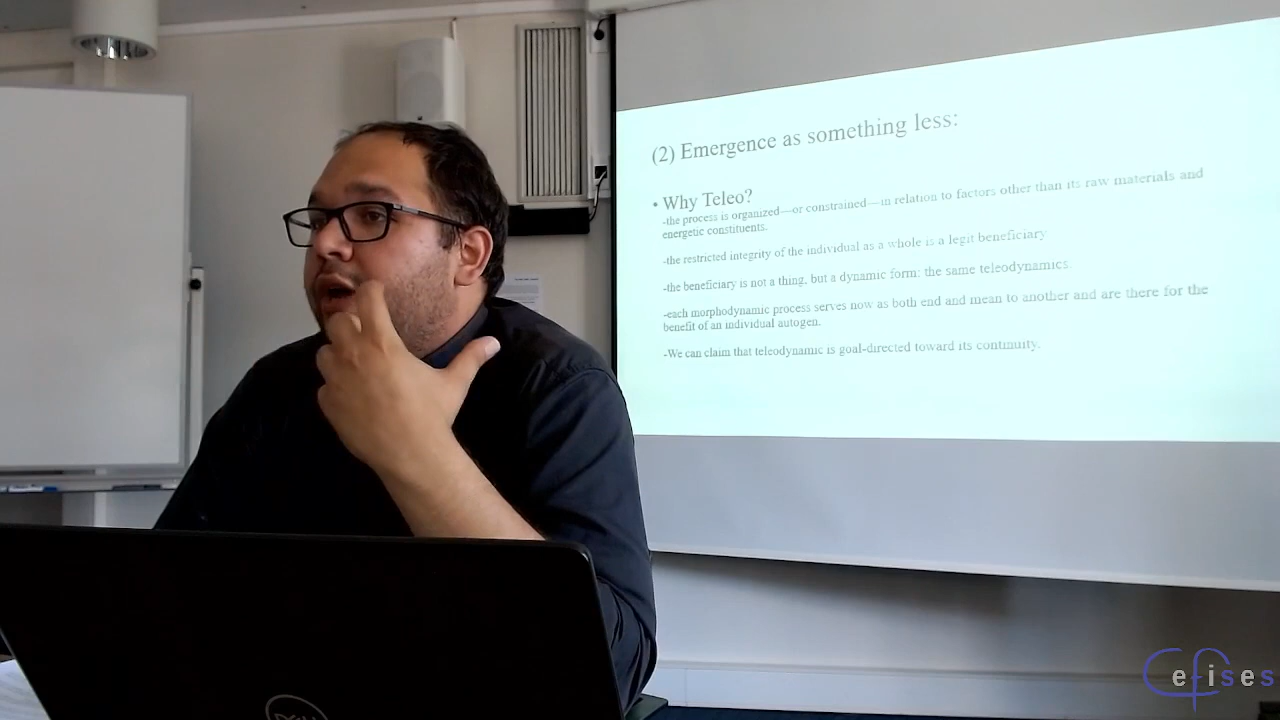 (2) Emergence as something less:
• Why Teleo?
-the process is organized—or constrained—in relation to factors other than its raw materials and
energetic constituents.
-the restricted integrity of the individual as a whole is a legit beneficiary
-the beneficiary is not a thing, but a dynamic form: the same teleodynamics.
-each morphodynamic process serves now as both end and mean to another and are there for the
benefit of an individual autogen.
-We can claim that teleodynamic is goal-directed toward its continuity.
DELL
Cefises